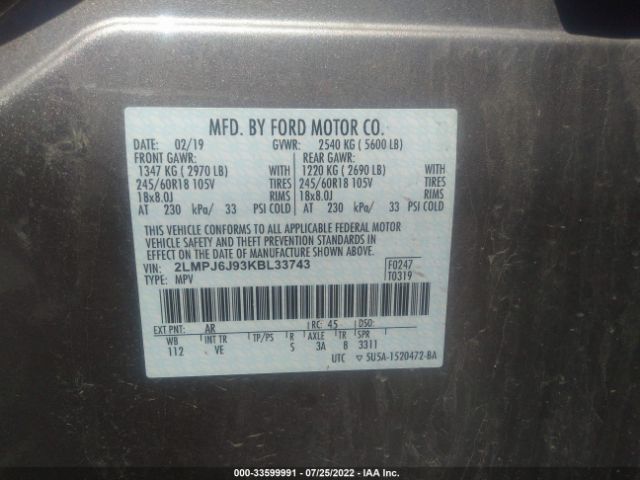 MFD. BY FORD MOTOR CO.
DATE: 02/19 GVWR: 2540 KG ( 5600 LB)
FRONT GAWR: REAR GAWR:
1347 KG ( 2970 LB) WITH 1220 KG ( 2690 LB) WITH
245/60R18 105V TIRES 245/60R18 105V TIRES
18x8.0J RIMS 18x8.0J RIMS
AT 230 kPa/ 33 PSI COLD AT 230 kPa/ 33 PSI COLD
THIS VEHICLE CONFORMS TO ALL APPLICABLE FEDERAL MOTOR
VEHICLE SAFETY AND THEFT PREVENTION STANDARDS IN
EFFECT ON THE DATE OF MANUFACTURE SHOWN ABOVE.
VIN: 2LMPJ6J93KBL33743 F0247
TYPE: MPV T0319
EXT PNT: AR RC: 45 DSO:
WB INT TR TP/PS R AXLE TR SPR
112 VE S 3A 8 3311
UTC ▽ 5U5A-1520472-BA
000-33599991 - 07/25/2022 - IAA Inc.